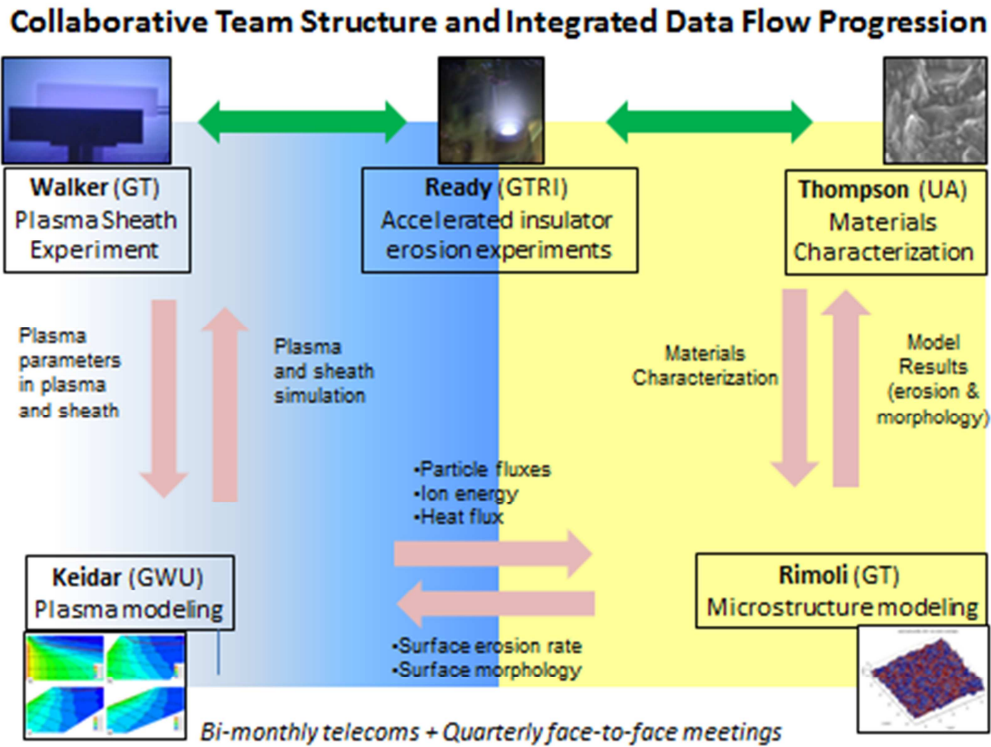 Collaborative Team Structure and Integrated Data Flow Progression
Walker (GT)
Plasma Sheath
Experiment
Ready (GTRI)
Accelerated insulator
erosion experiments
Thompson (UA)
Materials
Characterization
Plasma
parameters
in plasma
and sheath
Plasma
and sheath
simulation
Materials
Characterization
Model
Results
(erosion &
morphology)
•Particle fluxes
•Ion energy
•Heat flux
Keidar (GWU)
Plasma modeling
Rimoli (GT)
Microstructure modeling
•Surface erosion rate
•Surface morphology
Bi-monthly telecoms + Quarterly face-to-face meetings